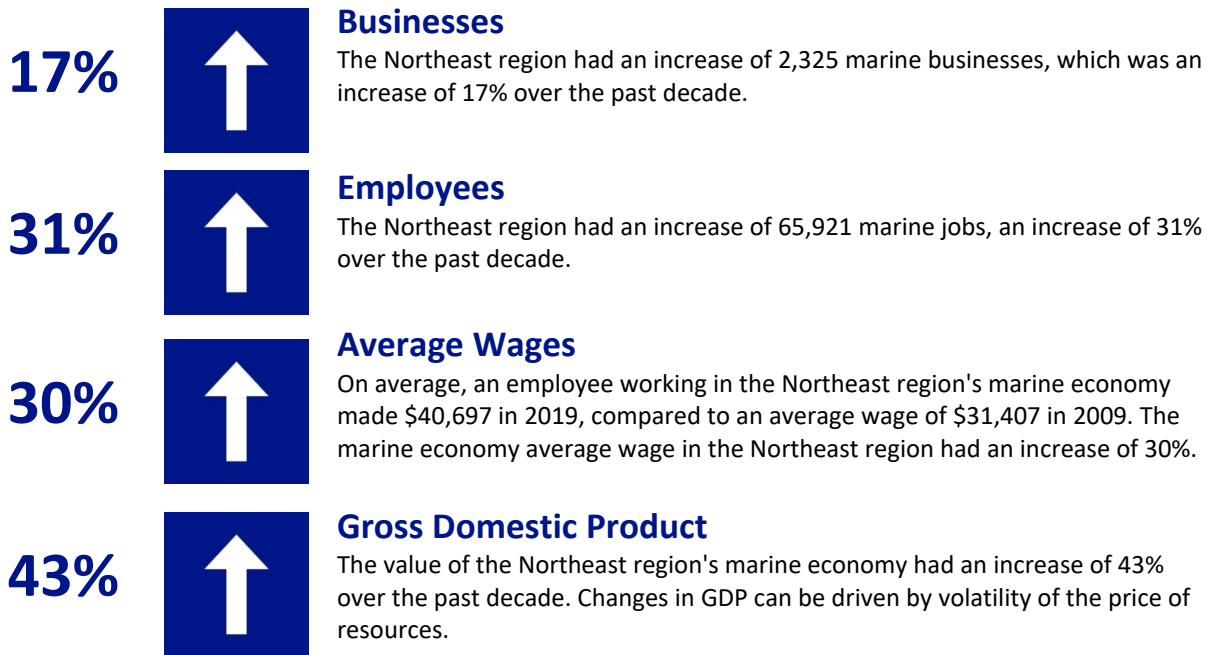 17%
Businesses
The Northeast region had an increase of 2,325 marine businesses, which was an
increase of 17% over the past decade.
31%
Employees
The Northeast region had an increase of 65,921 marine jobs, an increase of 31%
over the past decade.
30%
Average Wages
On average, an employee working in the Northeast region's marine economy
made $40,697 in 2019, compared to an average wage of $31,407 in 2009. The
marine economy average wage in the Northeast region had an increase of 30%.
43%
Gross Domestic Product
The value of the Northeast region's marine economy had an increase of 43%
over the past decade. Changes in GDP can be driven by volatility of the price of
resources.